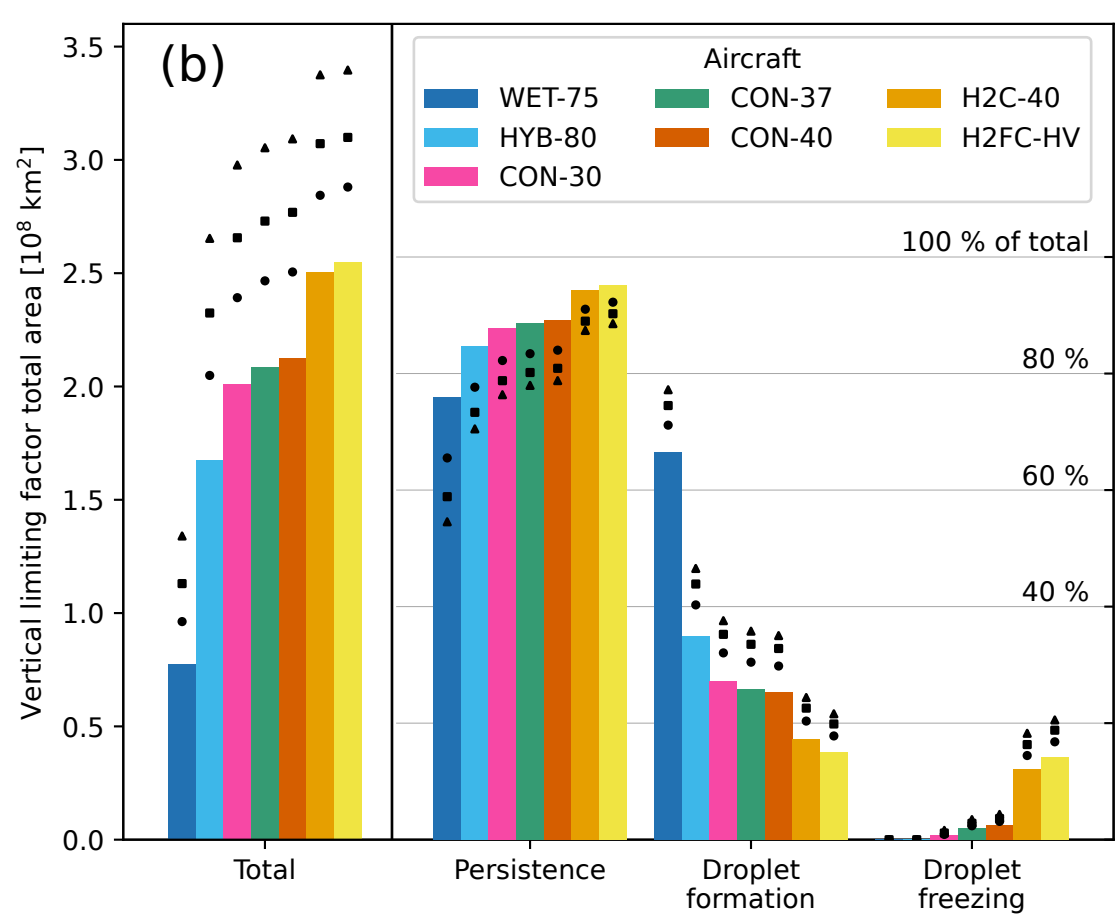 (b)
Vertical limiting factor total area [10⁸ km²]
3.5
3.0
2.5
2.0
1.5
1.0
0.5
0.0
Aircraft
WET-75
HYB-80
CON-30
CON-37
CON-40
H2C-40
H2FC-HV
100 % of total
80 %
60 %
40 %
Total
Persistence
Droplet
formation
Droplet
freezing